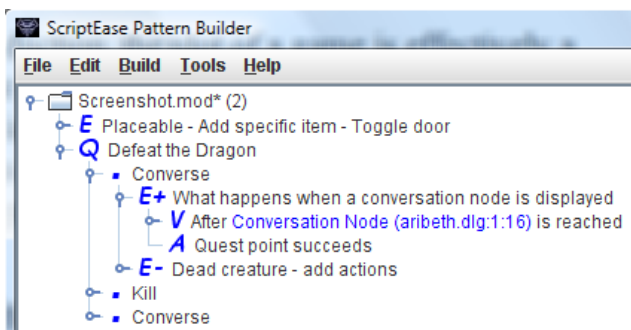 ScriptEase Pattern Builder
File Edit Build Tools Help
Screenshot.mod* (2)
E Placeable - Add specific item - Toggle door
Q Defeat the Dragon
Converse
E+ What happens when a conversation node is displayed
V After Conversation Node (aribeth.dlg:1:16) is reached
A Quest point succeeds
E- Dead creature - add actions
Kill
Converse